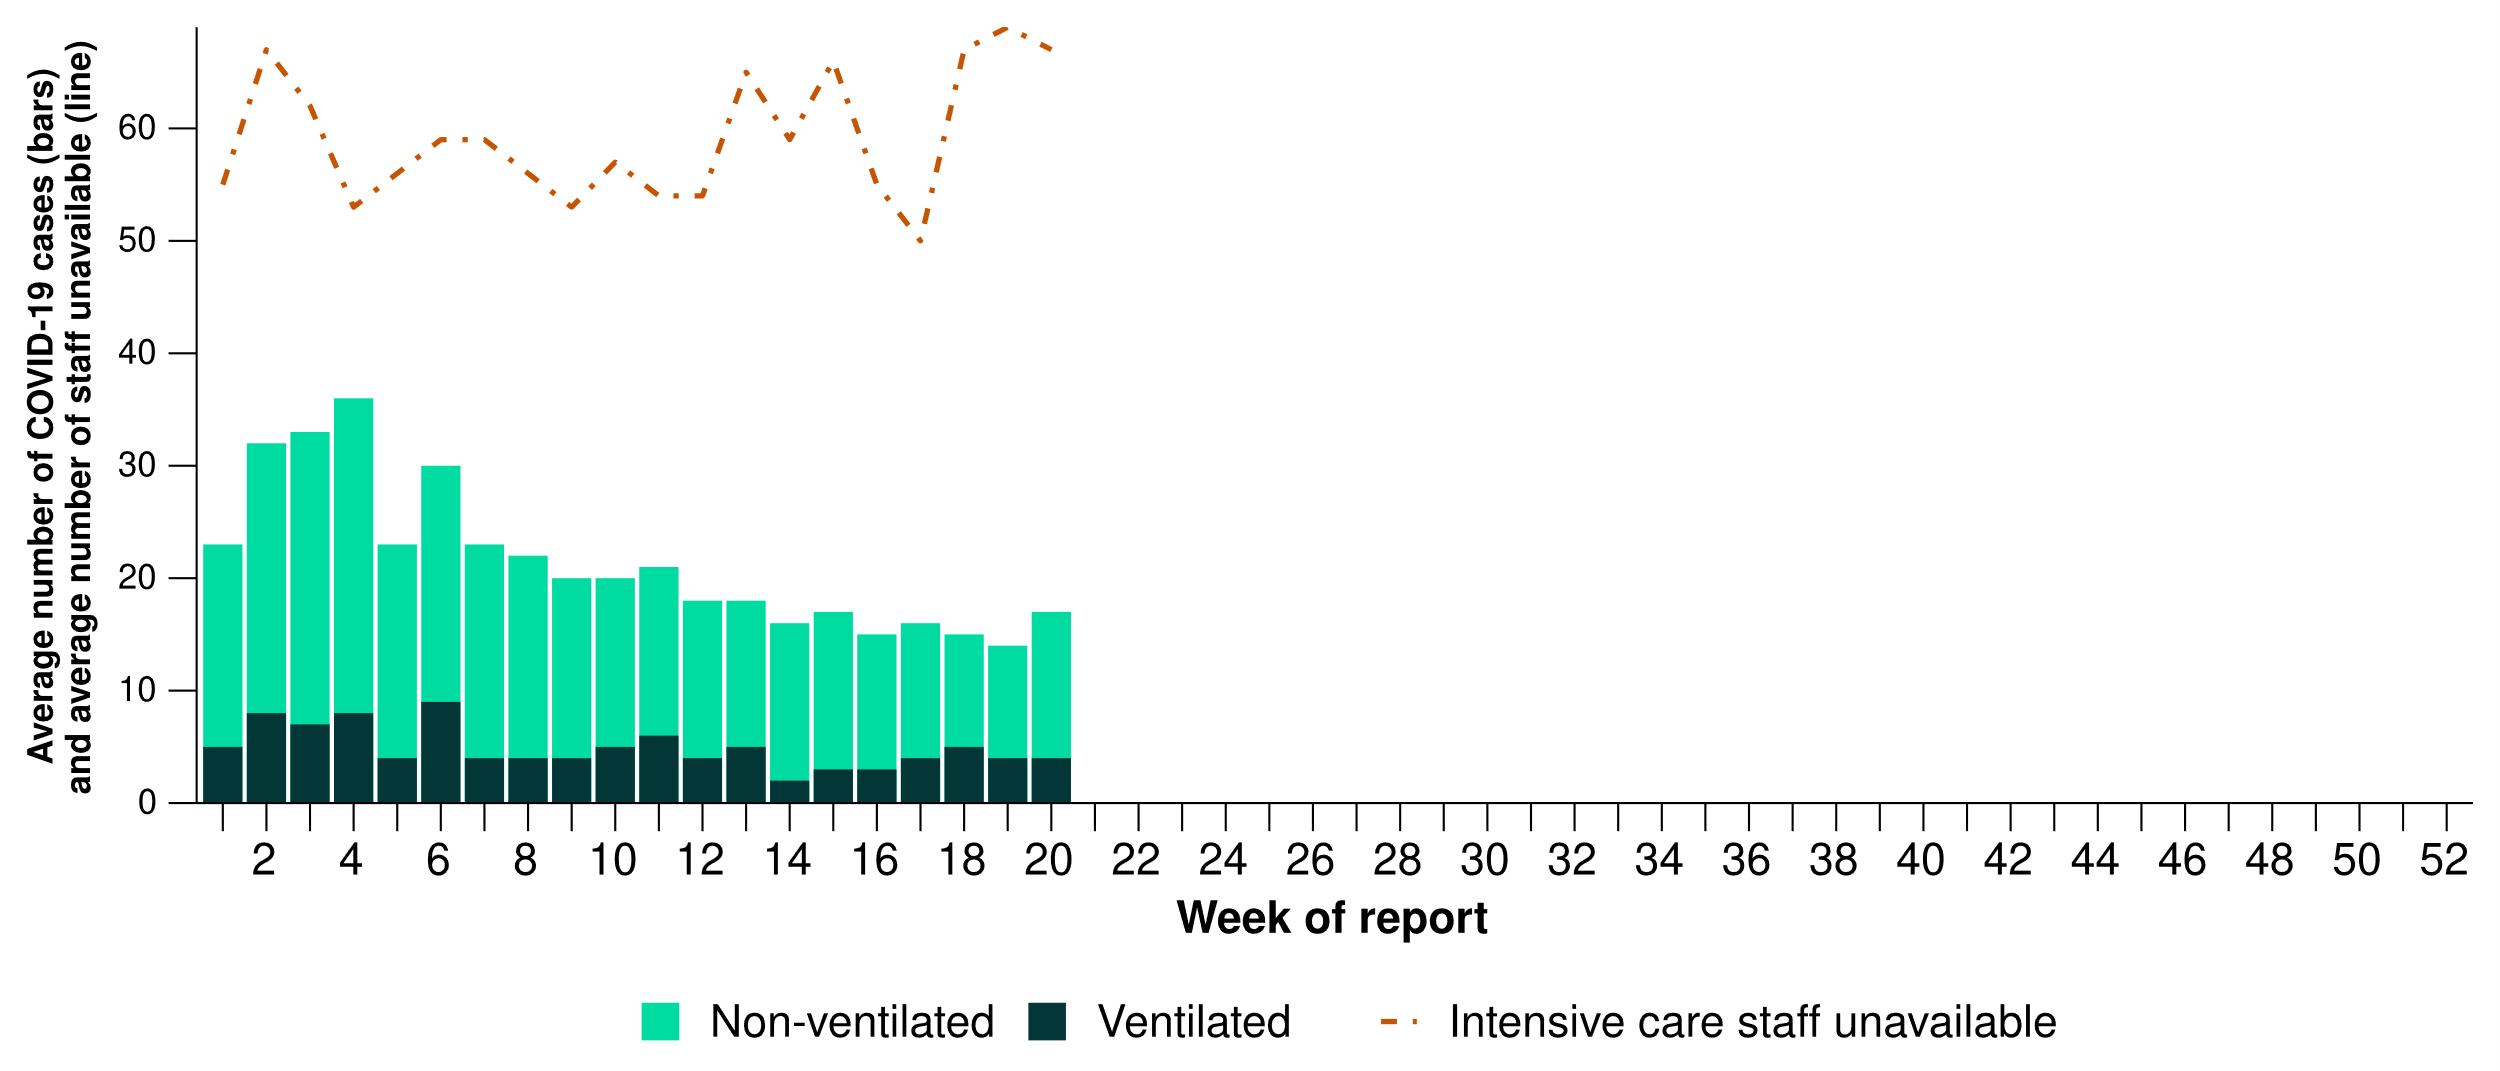 Average number of COVID-19 cases (bars)
and average number of staff unavailable (line)
60
50
40
30
20
10
0
2 4 6 8 10 12 14 16 18 20 22 24 26 28 30 32 34 36 38 40 42 44 46 48 50 52
Week of report
Non-ventilated Ventilated Intensive care staff unavailable